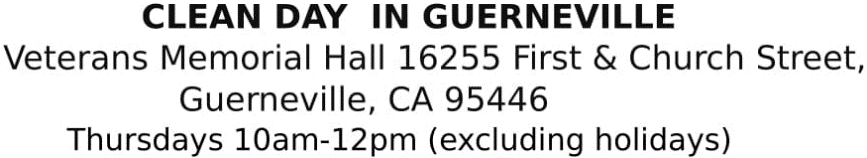 CLEAN DAY  IN GUERNEVILLE
Veterans Memorial Hall 16255 First & Church Street,
Guerneville, CA 95446
Thursdays 10am-12pm (excluding holidays)